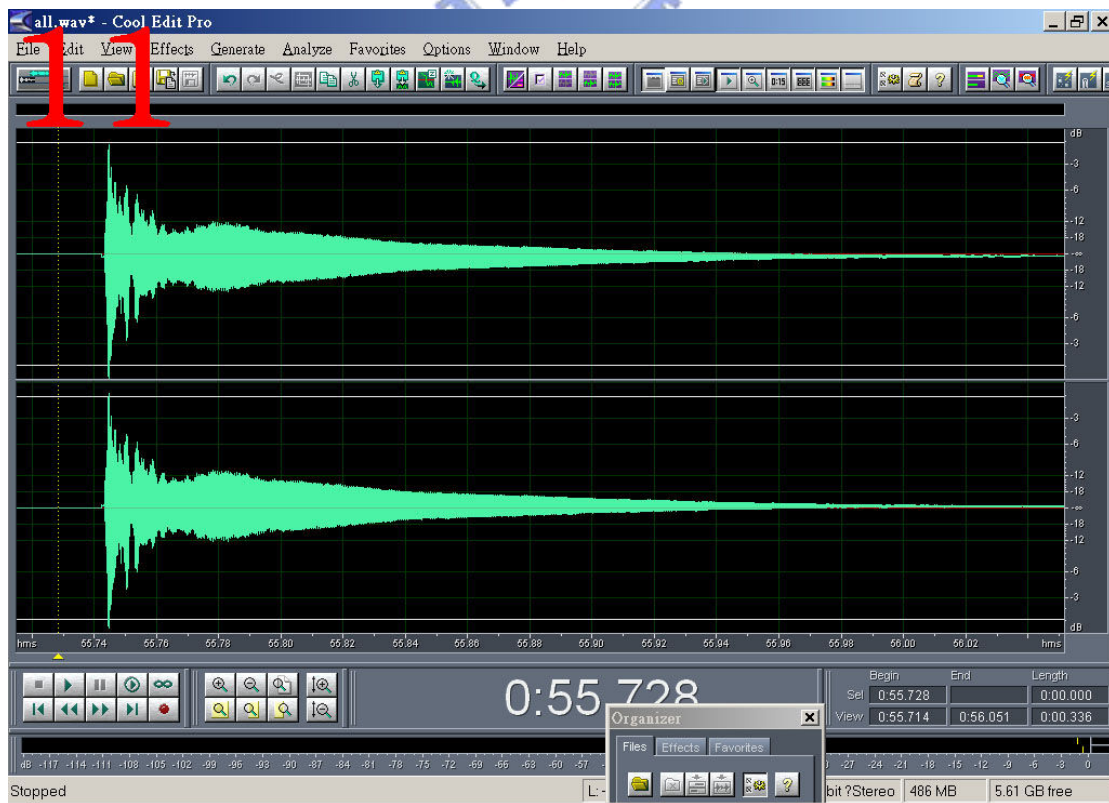 all.wav* - Cool Edit Pro
File Edit View Effects Generate Analyze Favorites Options Window Help
1 1
dB
-3
-6
-12
-18
-∞
-18
-12
-6
-3
-3
-6
-12
-18
-∞
-18
-12
-6
-3
dB
hms 55.74 55.76 55.78 55.80 55.82 55.84 55.86 55.88 55.90 55.92 55.94 55.96 55.98 56.00 56.02 hms
0:55.728
Begin End Length
Sel 0:55.728 0:00.000
View 0:55.714 0:56.051 0:00.336
Organizer
Files Effects Favorites
dB -117 -114 -111 -108 -105 -102 -99 -96 -93 -90 -87 -84 -81 -78 -75 -72 -69 -66 -63 -60 -57 -27 -24 -21 -18 -15 -12 -9 -6 -3 0
Stopped L: - bit ?Stereo 486 MB 5.61 GB free